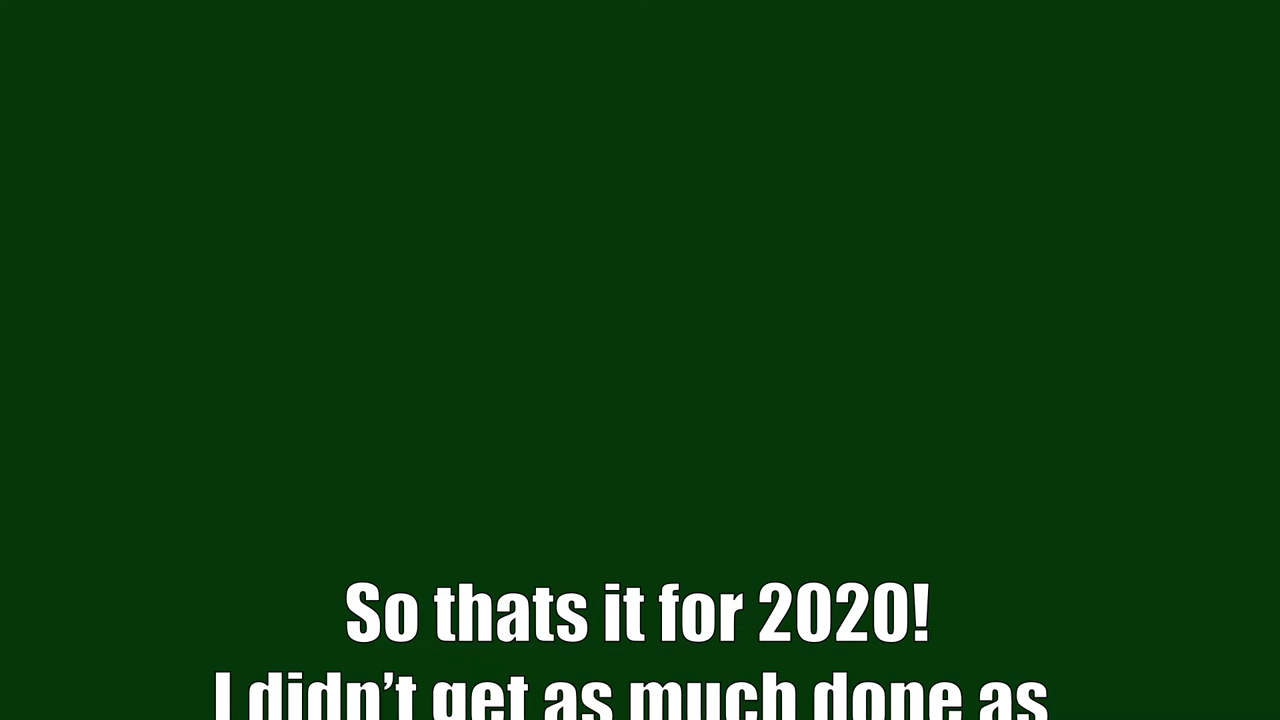 So thats it for 2020!
I didn’t get as much done as